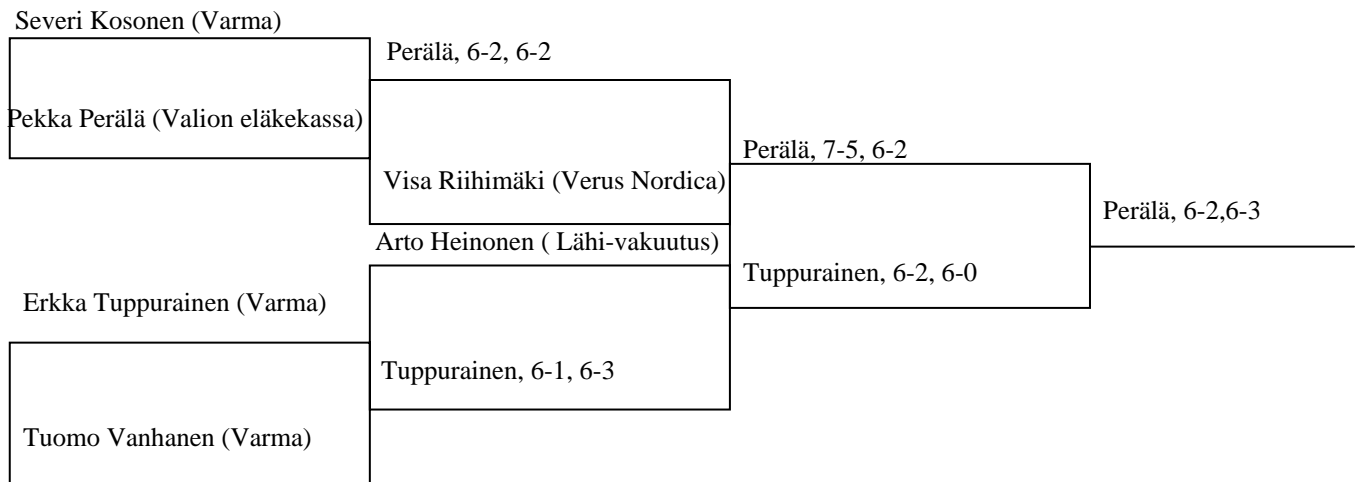 Severi Kosonen (Varma)
Perälä, 6-2, 6-2
Pekka Perälä (Valion eläkekassa)
Perälä, 7-5, 6-2
Visa Riihimäki (Verus Nordica)
Perälä, 6-2,6-3
Arto Heinonen ( Lähi-vakuutus)
Tuppurainen, 6-2, 6-0
Erkka Tuppurainen (Varma)
Tuppurainen, 6-1, 6-3
Tuomo Vanhanen (Varma)